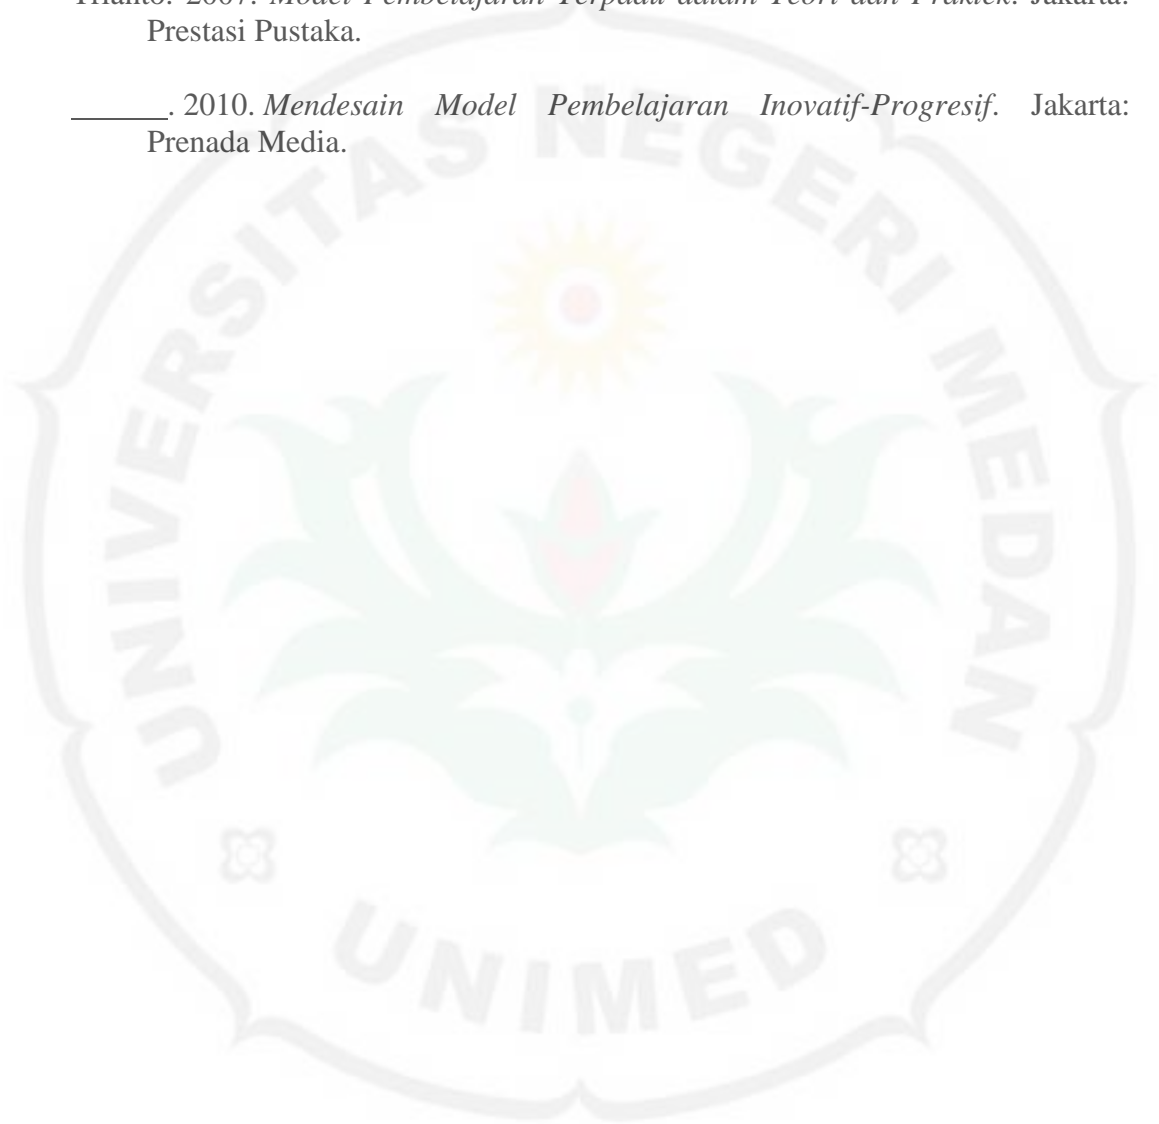 Trianto. 2007. Model Pembelajaran Terpadu dalam Teori dan Praktek. Jakarta:
Prestasi Pustaka.
______. 2010. Mendesain Model Pembelajaran Inovatif-Progresif. Jakarta:
Prenada Media.
UNIVERSITAS NEGERI MEDAN
UNIMED